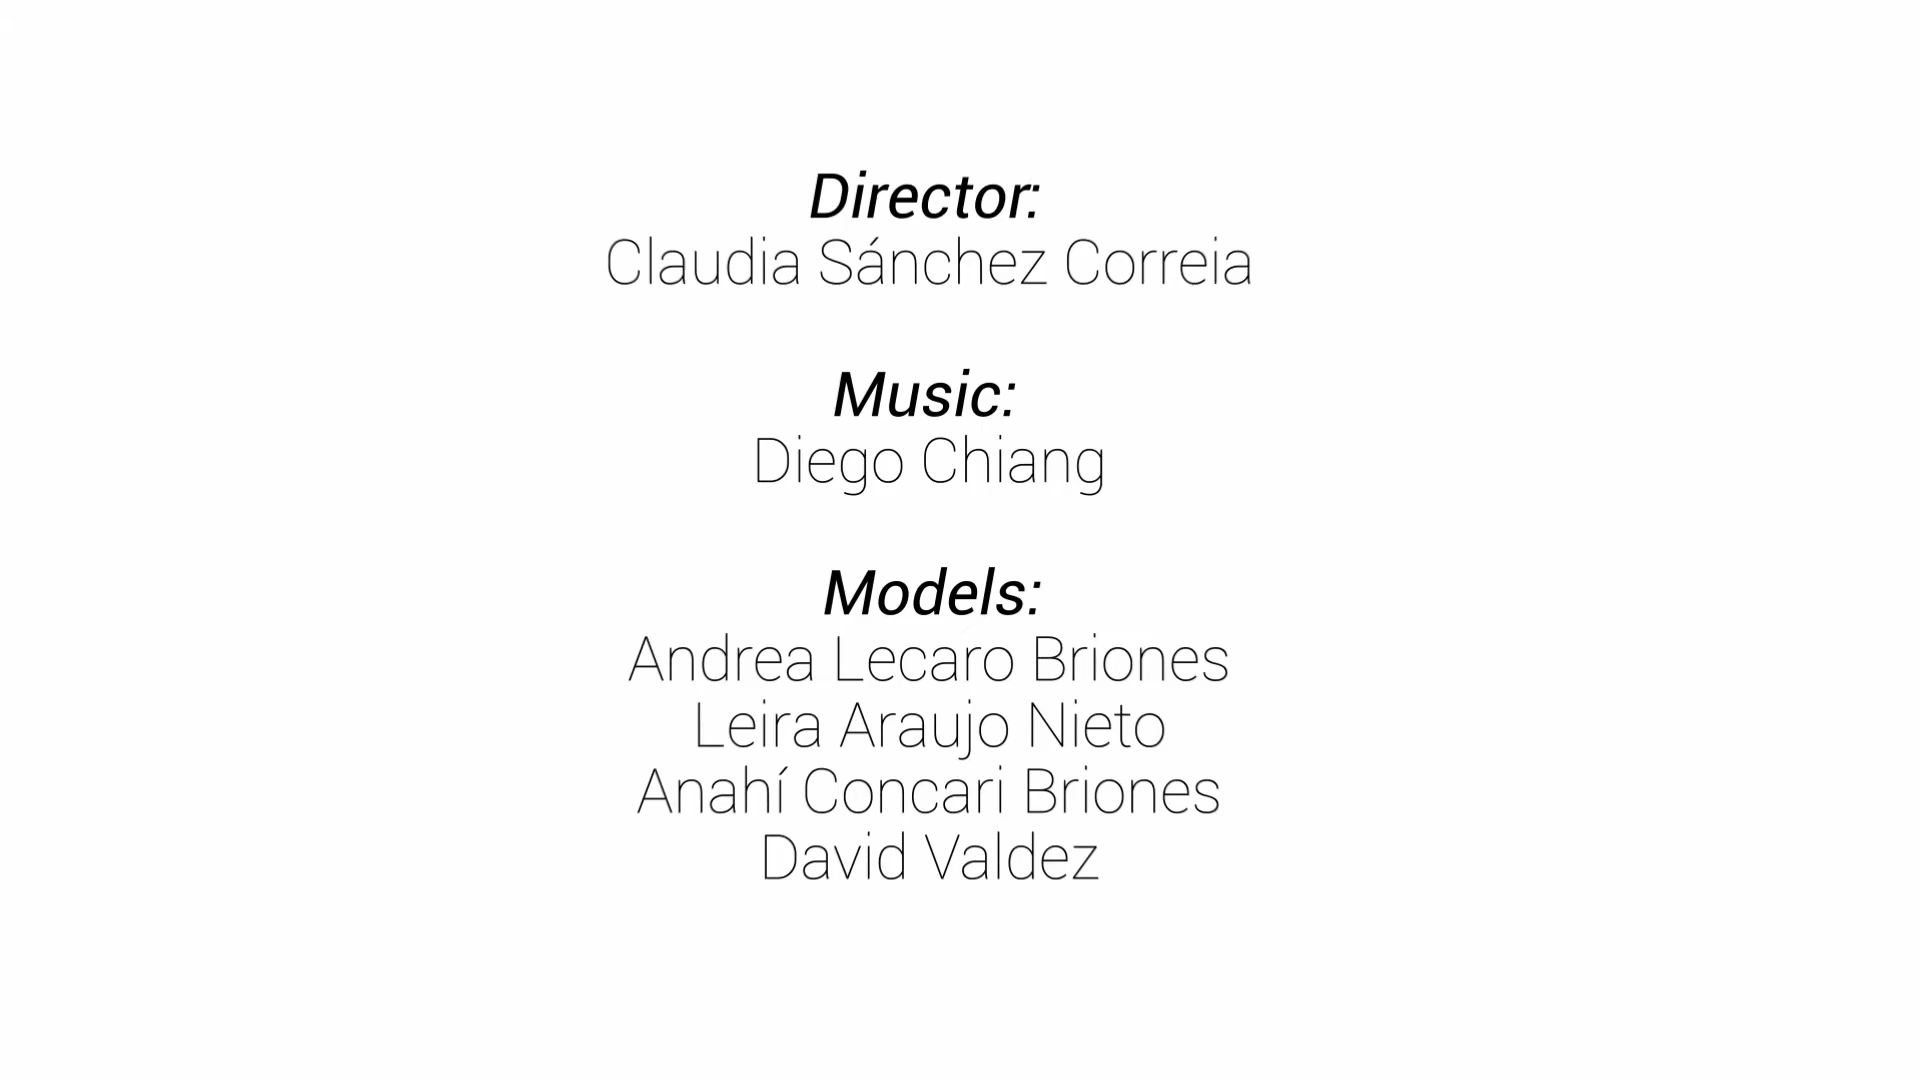 Director:
Claudia Sánchez Correia
Music:
Diego Chiang
Models:
Andrea Lecaro Briones
Leira Araujo Nieto
Anahí Concari Briones
David Valdez